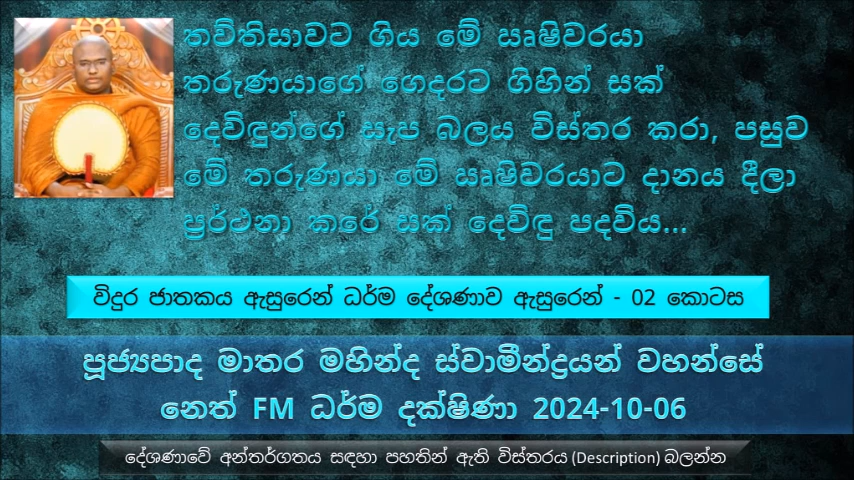 තව්තිසාවට ගිය මේ සෘෂිවරයා
තරුණයාගේ ගෙදරට ගිහින් සක්
දෙවිඳුන්ගේ සැප බලය විස්තර කරා, පසුව
මේ තරුණයා මේ සෘෂිවරයාට දානය දීලා
ප්‍රර්ථනා කරේ සක් දෙවිඳු පදවිය...
විදුර ජාතකය ඇසුරෙන් ධර්ම දේශණාව ඇසුරෙන් - 02 කොටස
පූජ්‍යපාද මාතර මහින්ද ස්වාමීන්ද්‍රයන් වහන්සේ
නෙත් FM ධර්ම දක්ෂිණා 2024-10-06
දේශණාවේ අන්තර්ගතය සඳහා පහතින් ඇති විස්තරය (Description) බලන්න